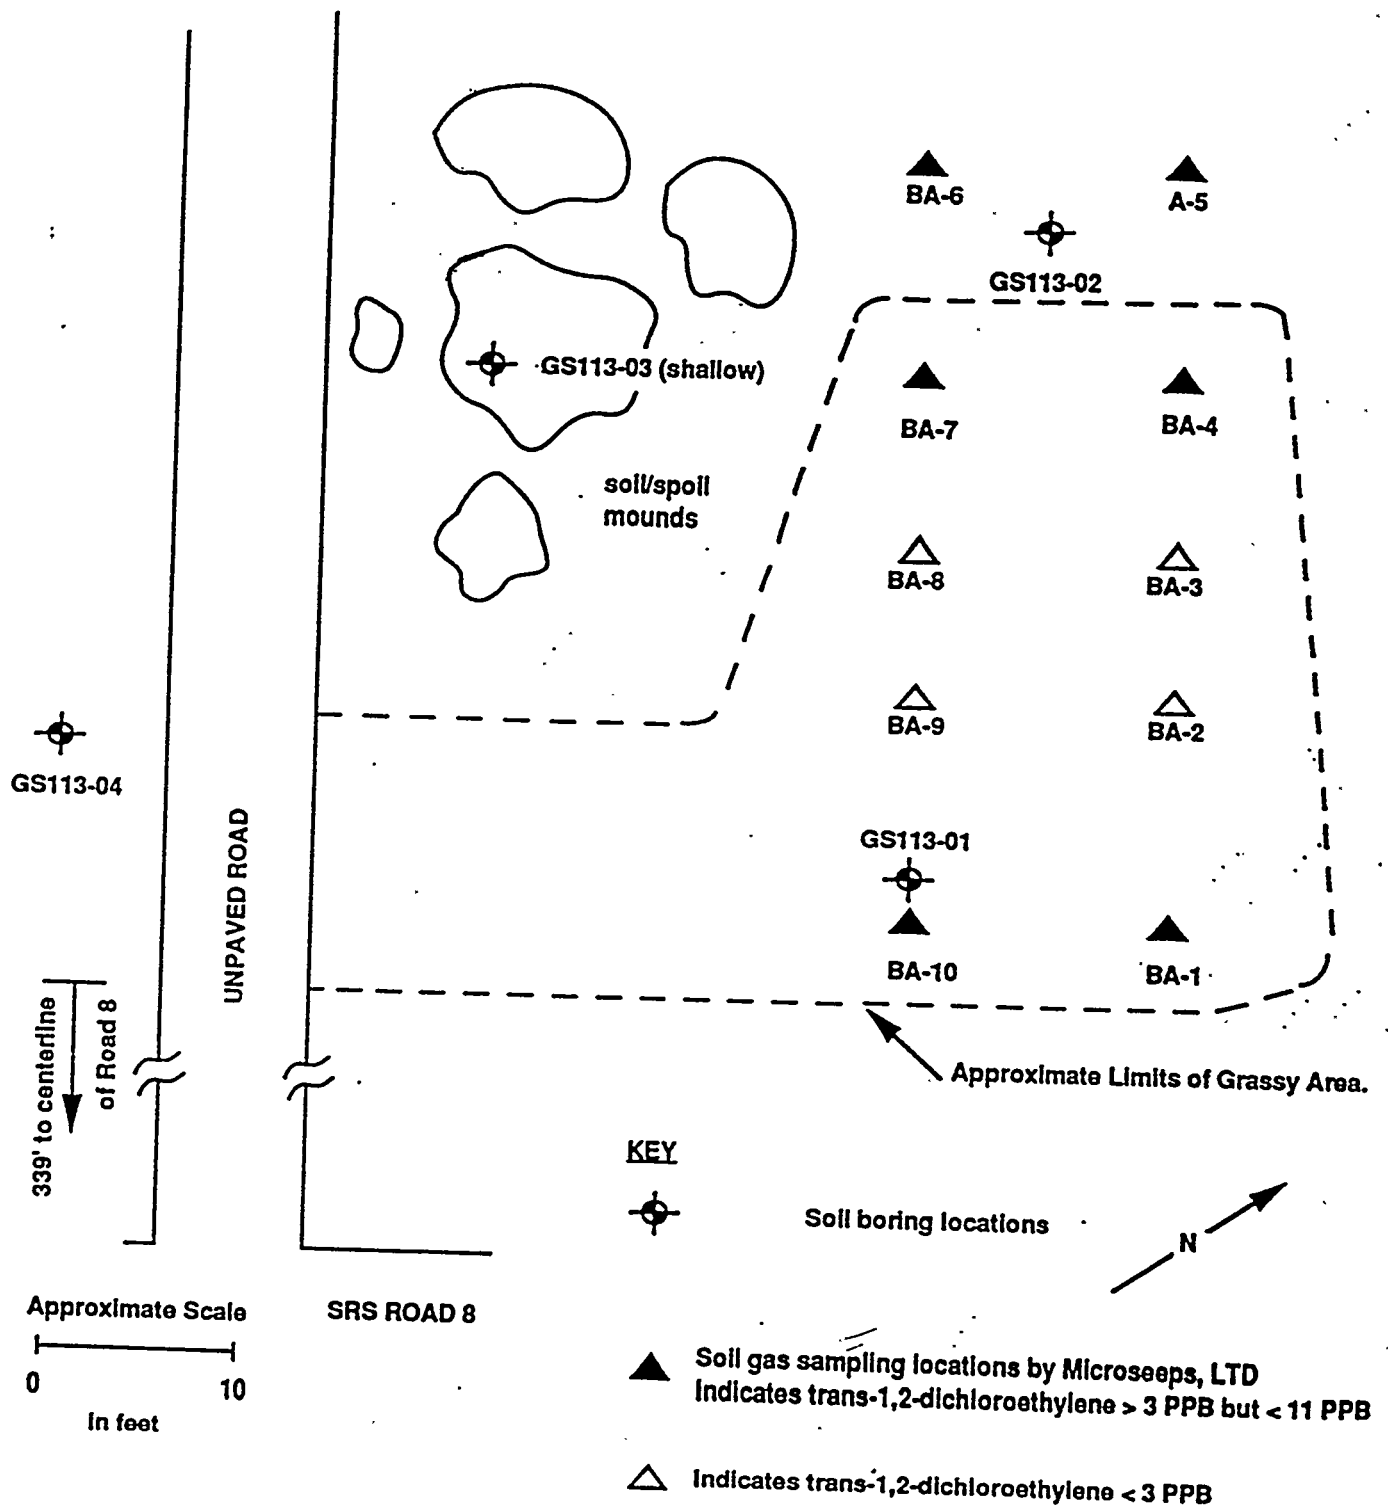 BA-6
A-5
GS113-02
GS113-03 (shallow)
BA-7
BA-4
soil/spoil
mounds
BA-8
BA-3
BA-9
BA-2
GS113-04
GS113-01
UNPAVED ROAD
BA-10
BA-1
339' to centerline
of Road 8
Approximate Limits of Grassy Area.
KEY
Soil boring locations
N
Approximate Scale
SRS ROAD 8
0
10
In feet
Soil gas sampling locations by Microseeps, LTD
Indicates trans-1,2-dichloroethylene > 3 PPB but < 11 PPB
Indicates trans-1,2-dichloroethylene < 3 PPB